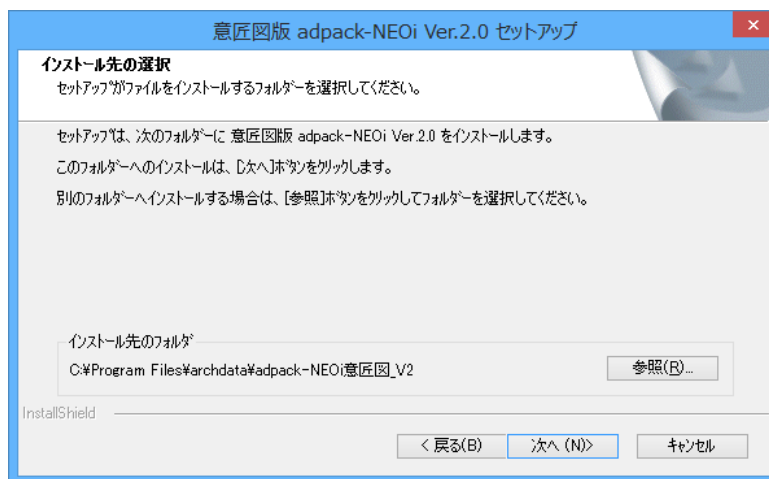 意匠図版 adpack-NEOi Ver.2.0 セットアップ
インストール先の選択
セットアップがファイルをインストールするフォルダーを選択してください。
セットアップは、次のフォルダーに 意匠図版 adpack-NEOi Ver.2.0 をインストールします。
このフォルダーへのインストールは、[次へ]ボタンをクリックします。
別のフォルダーへインストールする場合は、[参照]ボタンをクリックしてフォルダーを選択してください。
インストール先のフォルダ
C:¥Program Files¥archdata¥adpack-NEOi意匠図_V2
参照(R)...
InstallShield
< 戻る(B)
次へ (N)>
キャンセル